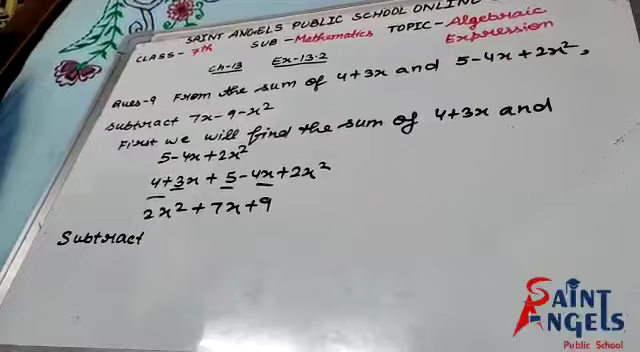 SAINT ANGELS PUBLIC SCHOOL ONLINE
CLASS- 7th SUB-Mathematics TOPIC- Algebraic Expression
Ch-13 Ex-13.2
Ques-9 From the sum of 4+3x and 5-4x+2x²,
subtract 7x-9-x²
First we will find the sum of 4+3x and
5-4x+2x²
4+3x+5-4x+2x²
2x²+7x+9
Subtract
SAINT
ANGELS
Public School